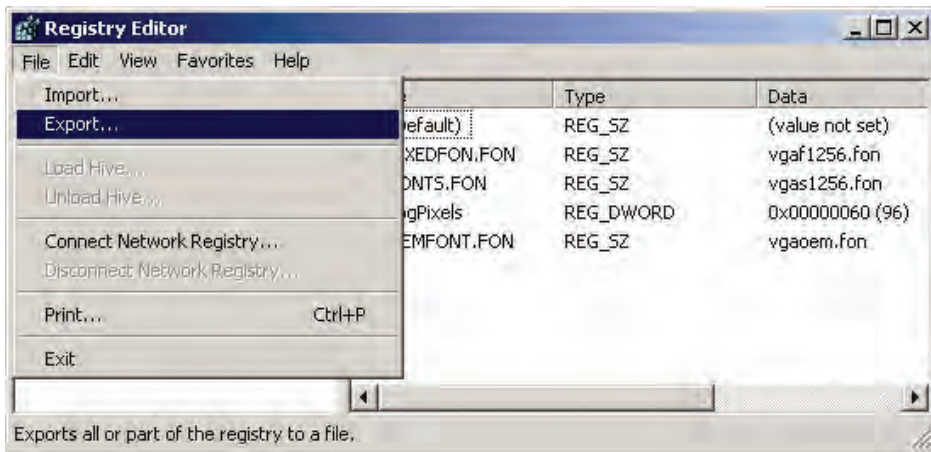 Registry Editor
File Edit View Favorites Help
Import...
Export...
Load Hive...
Unload Hive...
Connect Network Registry...
Disconnect Network Registry...
Print... Ctrl+P
Exit
Type Data
efault) REG_SZ (value not set)
XEDFON.FON REG_SZ vgaf1256.fon
ONTS.FON REG_SZ vgas1256.fon
gPixels REG_DWORD 0x00000060 (96)
EMFONT.FON REG_SZ vgaoem.fon
Exports all or part of the registry to a file.